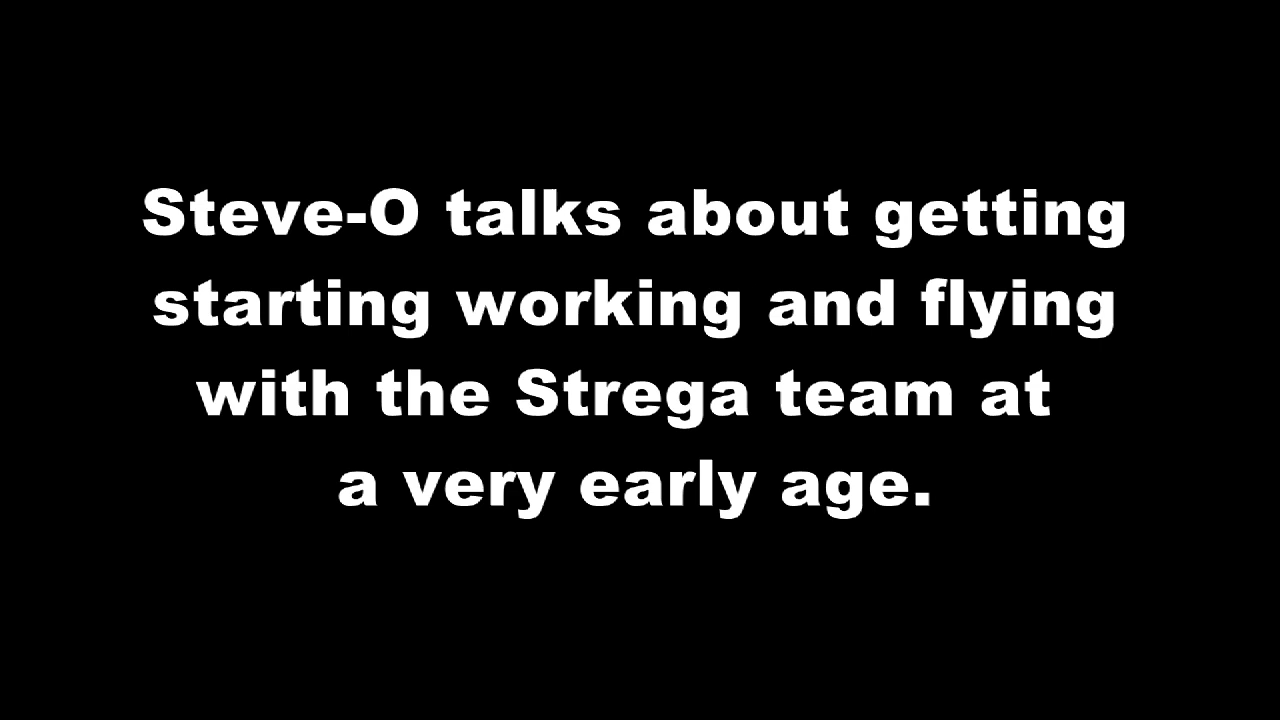 Steve-O talks about getting
starting working and flying
with the Strega team at
a very early age.